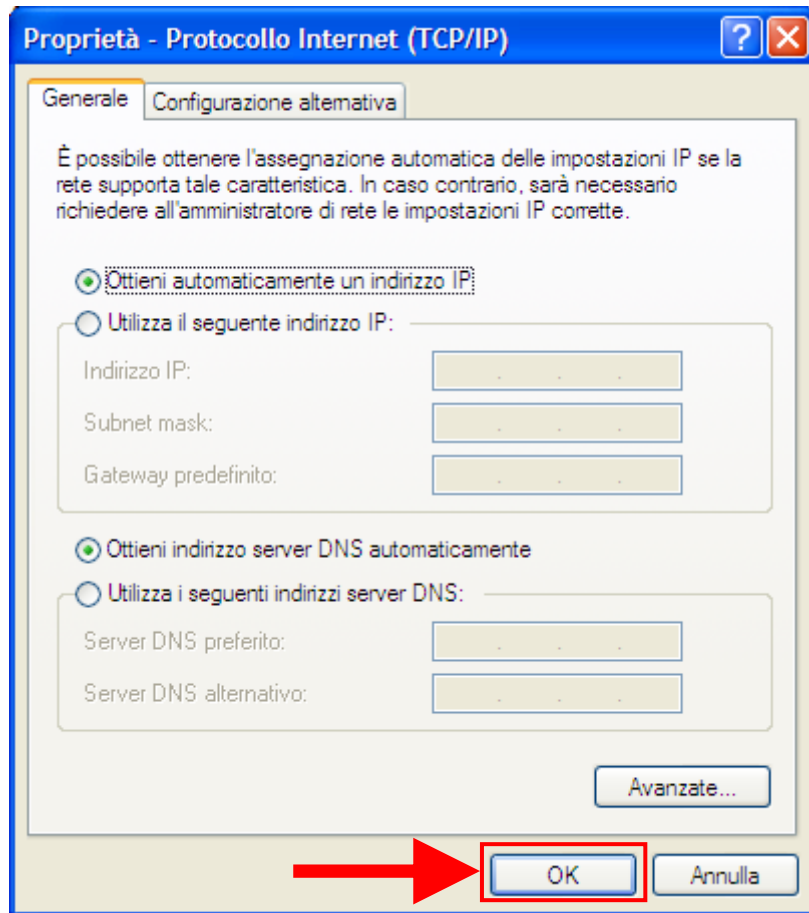 Proprietà - Protocollo Internet (TCP/IP)
Generale
Configurazione alternativa
È possibile ottenere l'assegnazione automatica delle impostazioni IP se la
rete supporta tale caratteristica. In caso contrario, sarà necessario
richiedere all'amministratore di rete le impostazioni IP corrette.
Ottieni automaticamente un indirizzo IP
Utilizza il seguente indirizzo IP:
Indirizzo IP:
Subnet mask:
Gateway predefinito:
Ottieni indirizzo server DNS automaticamente
Utilizza i seguenti indirizzi server DNS:
Server DNS preferito:
Server DNS alternativo:
Avanzate...
OK
Annulla